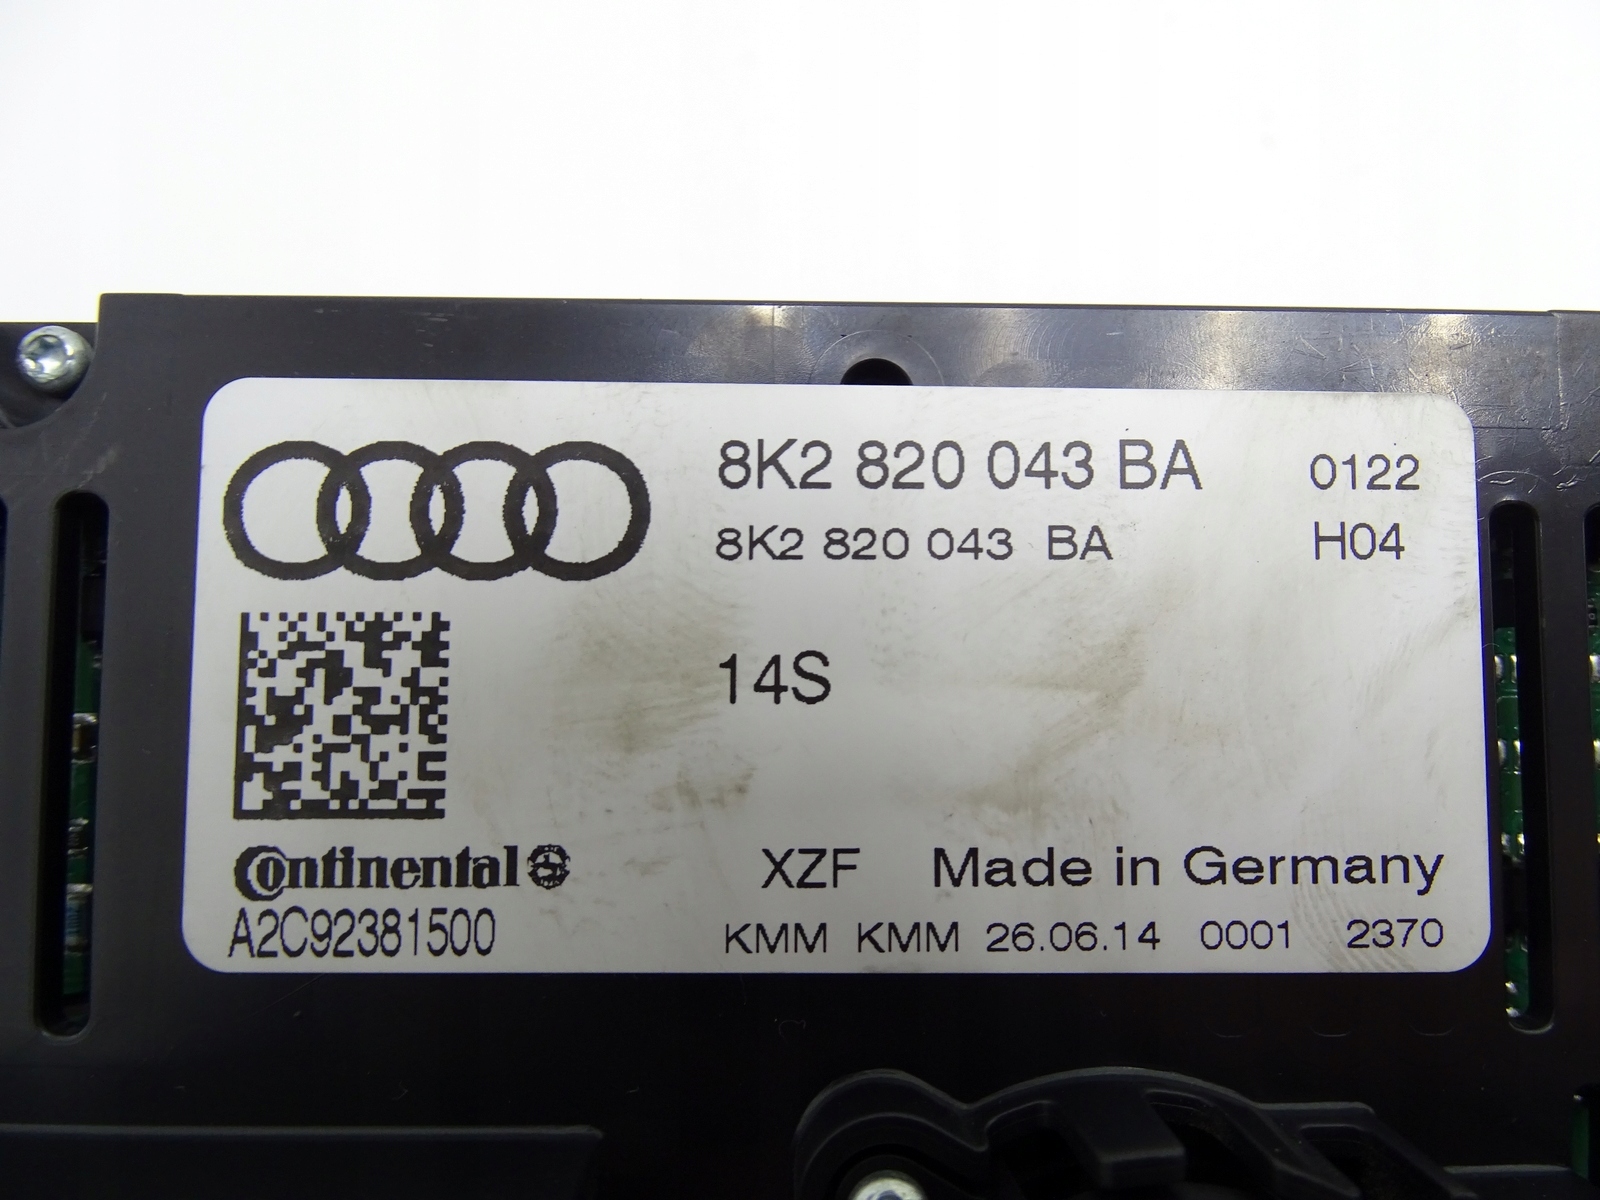 8K2 820 043 BA 0122
8K2 820 043 BA H04
14S
Continental XZF Made in Germany
A2C92381500 KMM KMM 26.06.14 0001 2370